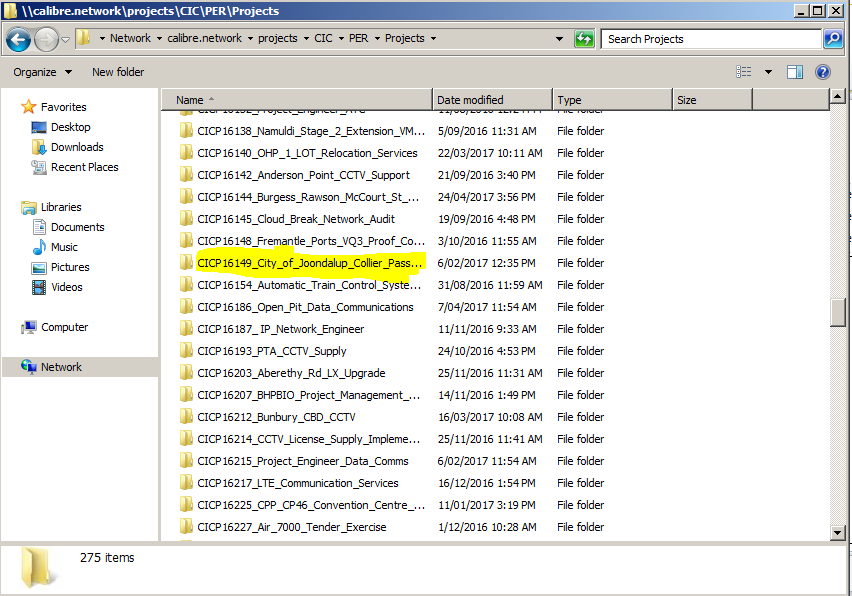 \\calibre.network\projects\CIC\PER\Projects
Network calibre.network projects CIC PER Projects Search Projects
Organize New folder
Name Date modified Type Size
Favorites
Desktop
Downloads
Recent Places
Libraries
Documents
Music
Pictures
Videos
Computer
Network
CICP16138_Namuldi_Stage_2_Extension_VM... 5/09/2016 11:31 AM File folder
CICP16140_OHP_1_LOT_Relocation_Services 22/03/2017 10:11 AM File folder
CICP16142_Anderson_Point_CCTV_Support 21/09/2016 3:40 PM File folder
CICP16144_Burgess_Rawson_McCourt_St_... 24/04/2017 3:56 PM File folder
CICP16145_Cloud_Break_Network_Audit 19/09/2016 4:48 PM File folder
CICP16148_Fremantle_Ports_VQ3_Proof_Co... 3/10/2016 11:55 AM File folder
CICP16149_City_of_Joondalup_Collier_Pass... 6/02/2017 12:35 PM File folder
CICP16154_Automatic_Train_Control_Syste... 31/08/2016 11:59 AM File folder
CICP16186_Open_Pit_Data_Communications 7/04/2017 11:54 AM File folder
CICP16187_ IP_Network_Engineer 11/11/2016 9:33 AM File folder
CICP16193_PTA_CCTV_Supply 24/10/2016 4:53 PM File folder
CICP16203_Aberethy_Rd_LX_Upgrade 25/11/2016 11:31 AM File folder
CICP16207_BHPBIO_Project_Management_... 14/11/2016 1:49 PM File folder
CICP16212_Bunbury_CBD_CCTV 16/03/2017 10:08 AM File folder
CICP16214_CCTV_License_Supply_Impleme... 25/11/2016 11:41 AM File folder
CICP16215_Project_Engineer_Data_Comms 6/02/2017 11:54 AM File folder
CICP16217_LTE_Communication_Services 16/12/2016 1:54 PM File folder
CICP16225_CPP_CP46_Convention_Centre_... 11/01/2017 3:19 PM File folder
CICP16227_Air_7000_Tender_Exercise 1/12/2016 10:28 AM File folder
275 items